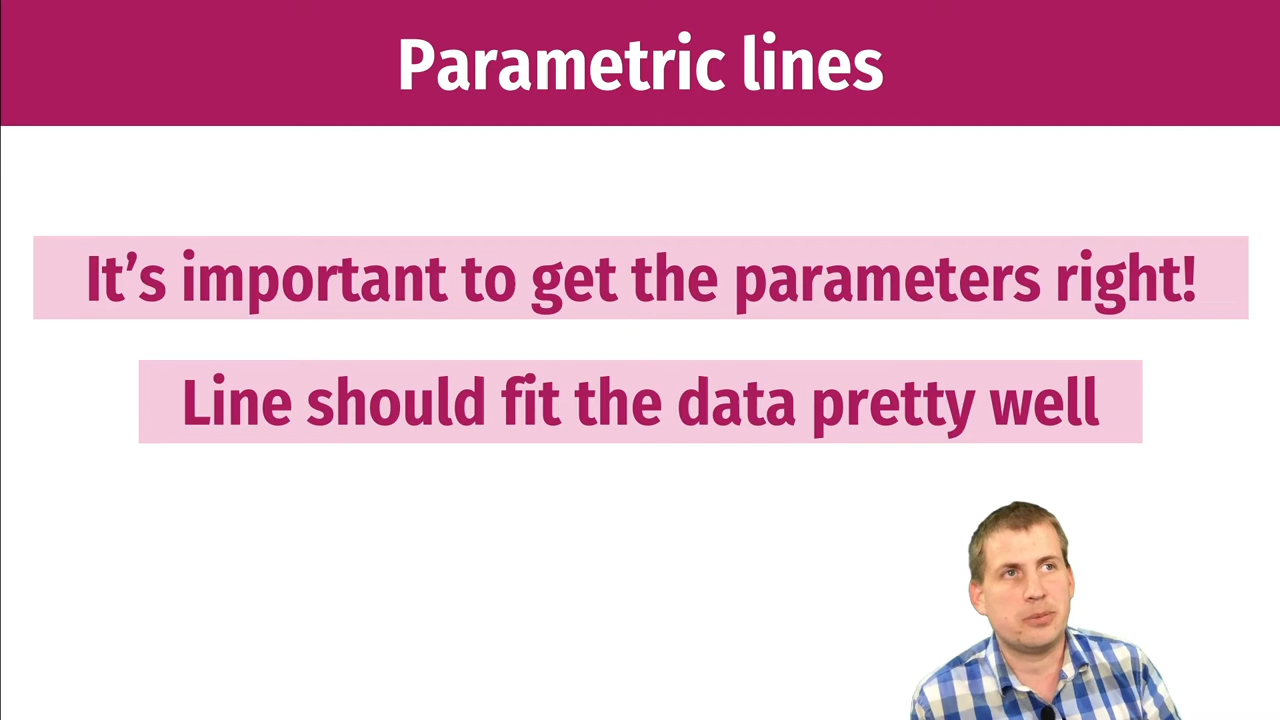 Parametric lines
It’s important to get the parameters right!
Line should fit the data pretty well